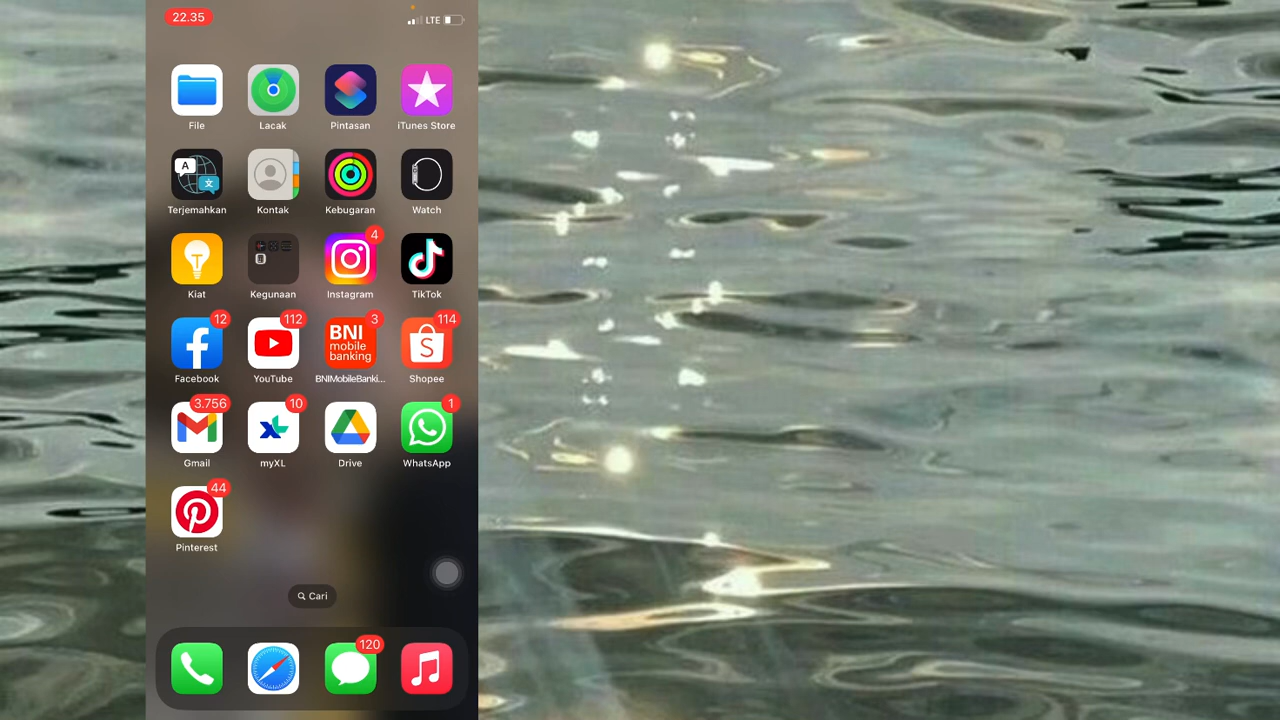 22.35
LTE
File Lacak Pintasan iTunes Store
A 文
Terjemahkan Kontak Kebugaran Watch
4
Kiat Kegunaan Instagram TikTok
12 112 3 114
BNI
mobile
banking
Facebook YouTube BNIMobileBanki... Shopee
3.756 10 1
XL
Gmail myXL Drive WhatsApp
44
Pinterest
Cari
120